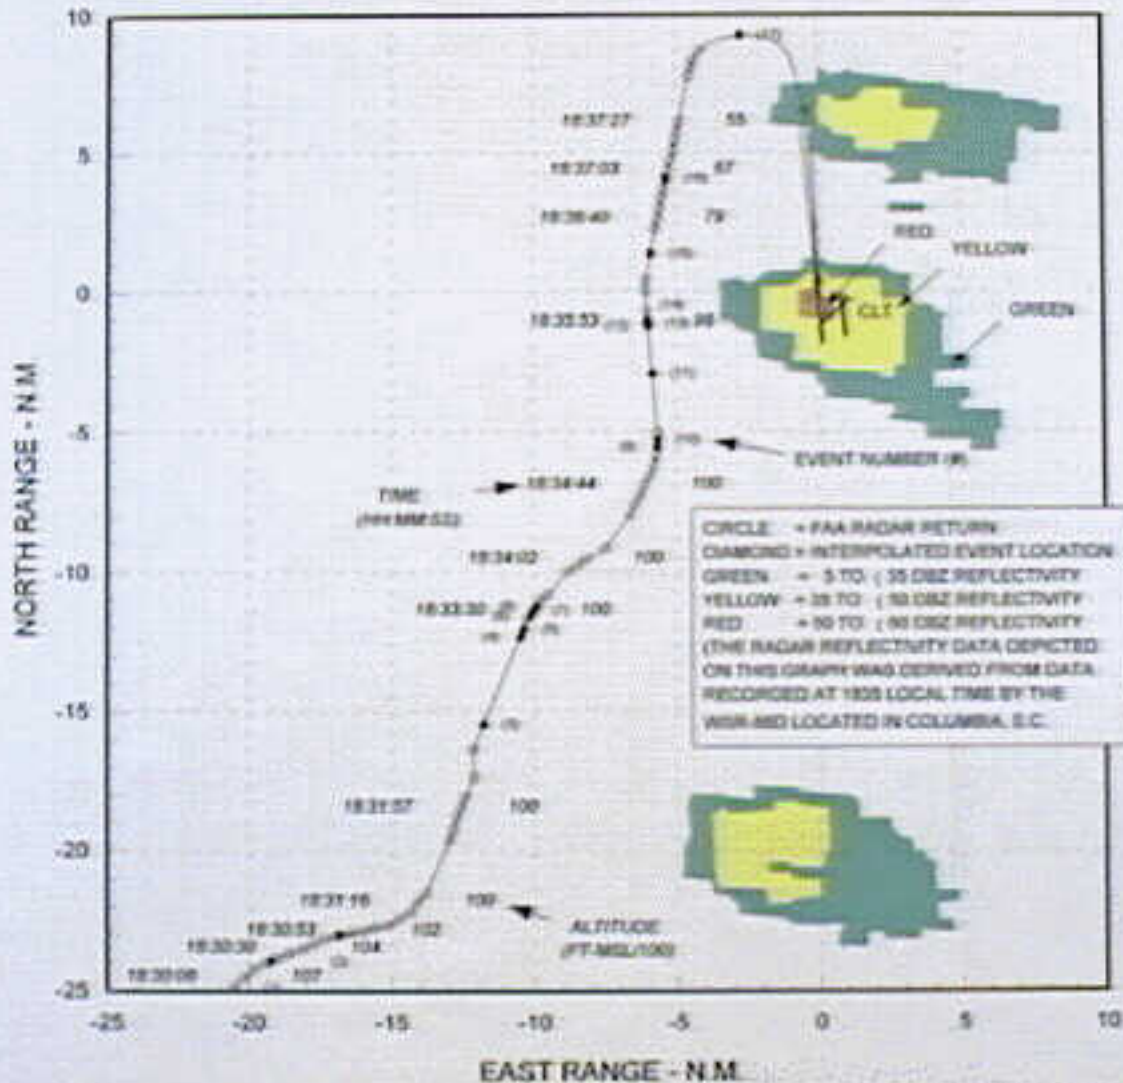 10
5
0
-5
-10
-15
-20
-25
NORTH RANGE - N.M.
18:37:27 55
18:37:03 67
18:36:40 79
RED
YELLOW
CLT
GREEN
18:35:53 98
(11)
EVENT NUMBER (#)
TIME
(HH:MM:SS)
18:34:44 100
18:34:02 100
18:33:30 100
CIRCLE = FAA RADAR RETURN
DIAMOND = INTERPOLATED EVENT LOCATION
GREEN = 5 TO ( 35 DBZ REFLECTIVITY
YELLOW = 35 TO ( 50 DBZ REFLECTIVITY
RED = 50 TO ( 60 DBZ REFLECTIVITY
(THE RADAR REFLECTIVITY DATA DEPICTED
ON THIS GRAPH WAS DERIVED FROM DATA
RECORDED AT 1835 LOCAL TIME BY THE
LOCATED IN COLUMBIA, S.C.
18:31:57 100
18:31:16 100
ALTITUDE
(FT-MSL/100)
18:30:53 102
18:30:30 104
18:30:08 107
-25 -20 -15 -10 -5 0 5 10
EAST RANGE - N.M.